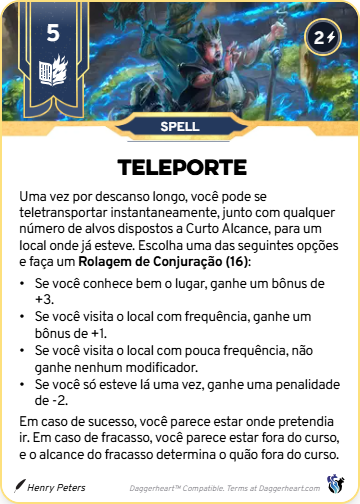 5
2
SPELL
TELEPORTE
Uma vez por descanso longo, você pode se
teletransportar instantaneamente, junto com qualquer
número de alvos dispostos a Curto Alcance, para um
local onde já esteve. Escolha uma das seguintes opções
e faça um Rolagem de Conjuração (16):
• Se você conhece bem o lugar, ganhe um bônus de
+3.
• Se você visita o local com frequência, ganhe um
bônus de +1.
• Se você visita o local com pouca frequência, não
ganhe nenhum modificador.
• Se você só esteve lá uma vez, ganhe uma penalidade
de -2.
Em caso de sucesso, você parece estar onde pretendia
ir. Em caso de fracasso, você parece estar fora do curso,
e o alcance do fracasso determina o quão fora do curso.
Henry Peters
Daggerheart™ Compatible. Terms at Daggerheart.com